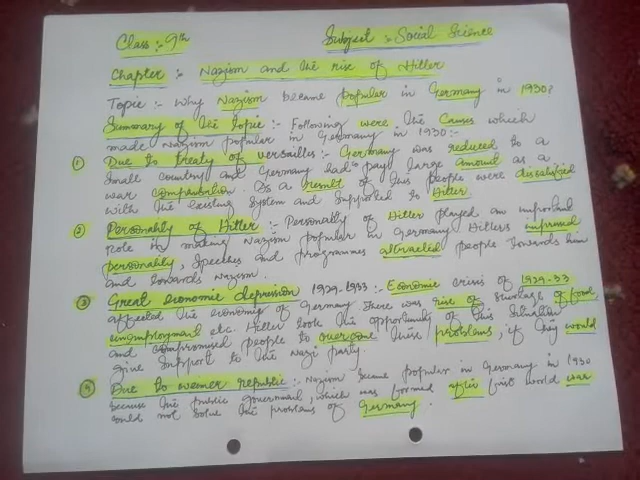 Class :- 9th Subject :- Social Science
Chapter :- Nazism and the rise of Hitler
Topic :- Why Nazism became popular in Germany in 1930?
Summary of the topic :- Following were the causes which
made Nazism popular in Germany in 1930 :-
① Due to treaty of versailles :- Germany was reduced to a
small country and Germany had pay large amount as a
war compansation. As a result of this people were dissatisfied
with the existing system and supported to Hitler
② Personality of Hitler :- Personality of Hitler played an important
role in making Nazism popular in Germany Hitlers impressed
personality, speeches and programmes attracted people towards him
and towards Nazism.
③ Great economic depression 1929-1933 :- Economic crisis of 1929-33
affected the economy of Germany. There was rise of shortage of food,
unemployment etc. Hitler took the opportunity of this situation
and compromised people to overcome these problems, if they would
give support to the Nazi party.
④ Due to weimer republic :- Nazism became popular in Germany in 1930
because the public government, which was formed after first world war
could not solve the problems of Germany.